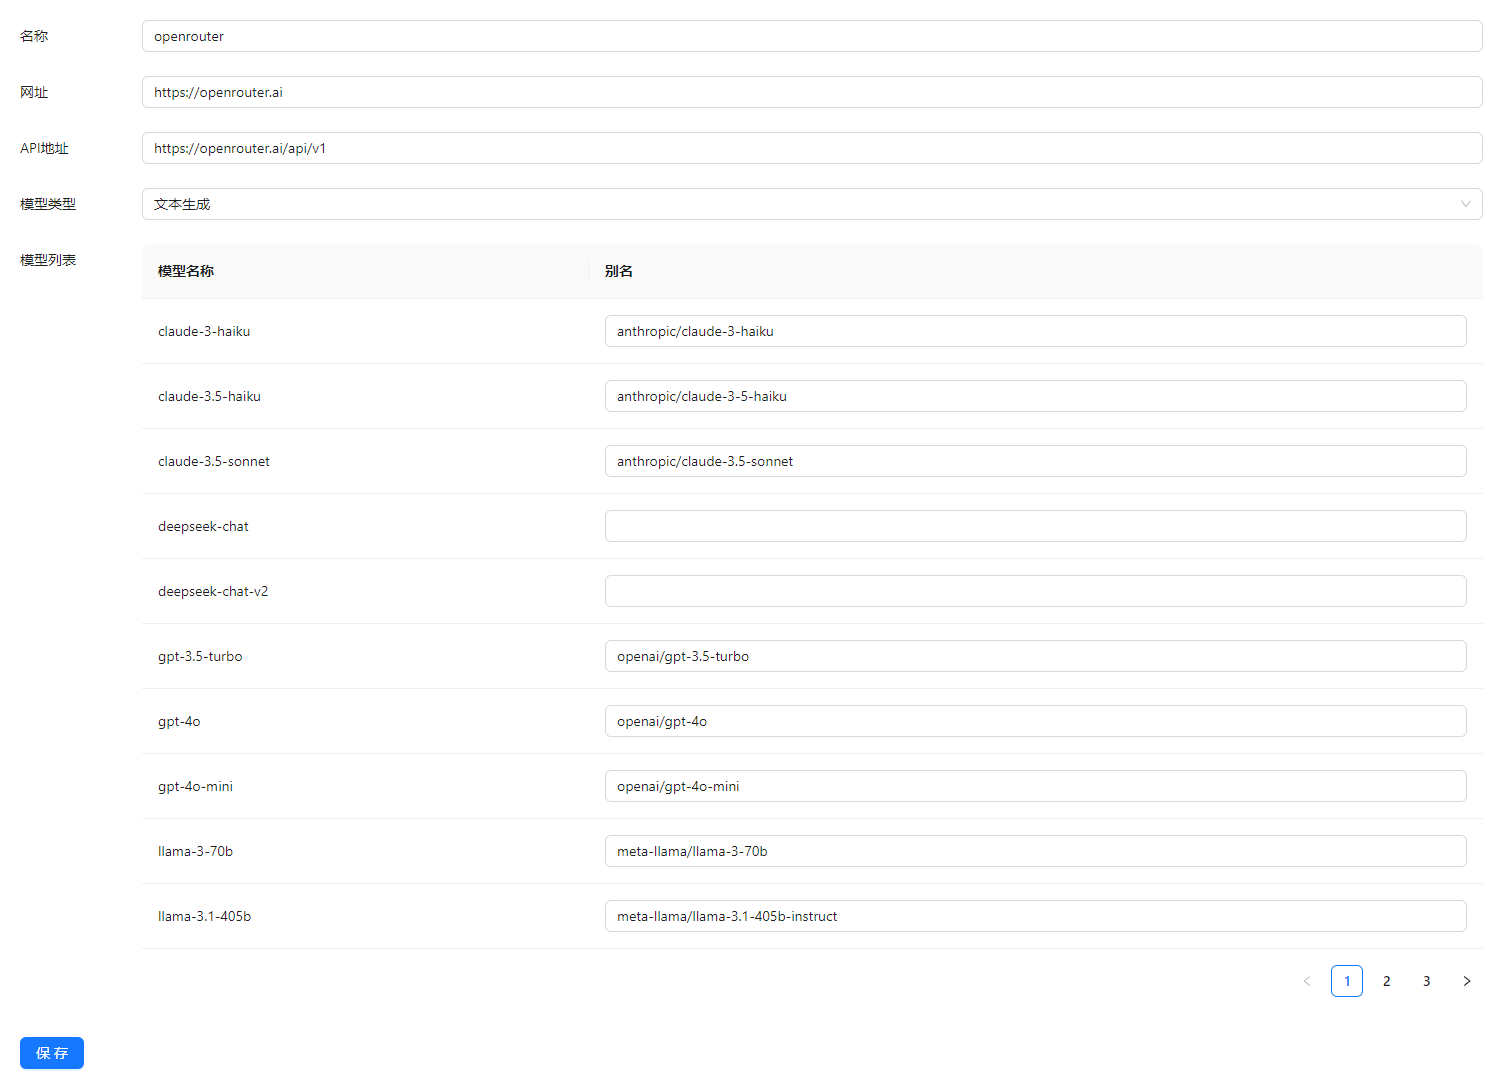 名称 openrouter
网址 https://openrouter.ai
API地址 https://openrouter.ai/api/v1
模型类型 文本生成
模型列表 模型名称 别名
claude-3-haiku anthropic/claude-3-haiku
claude-3.5-haiku anthropic/claude-3-5-haiku
claude-3.5-sonnet anthropic/claude-3.5-sonnet
deepseek-chat
deepseek-chat-v2
gpt-3.5-turbo openai/gpt-3.5-turbo
gpt-4o openai/gpt-4o
gpt-4o-mini openai/gpt-4o-mini
llama-3-70b meta-llama/llama-3-70b
llama-3.1-405b meta-llama/llama-3.1-405b-instruct
1 2 3
保存